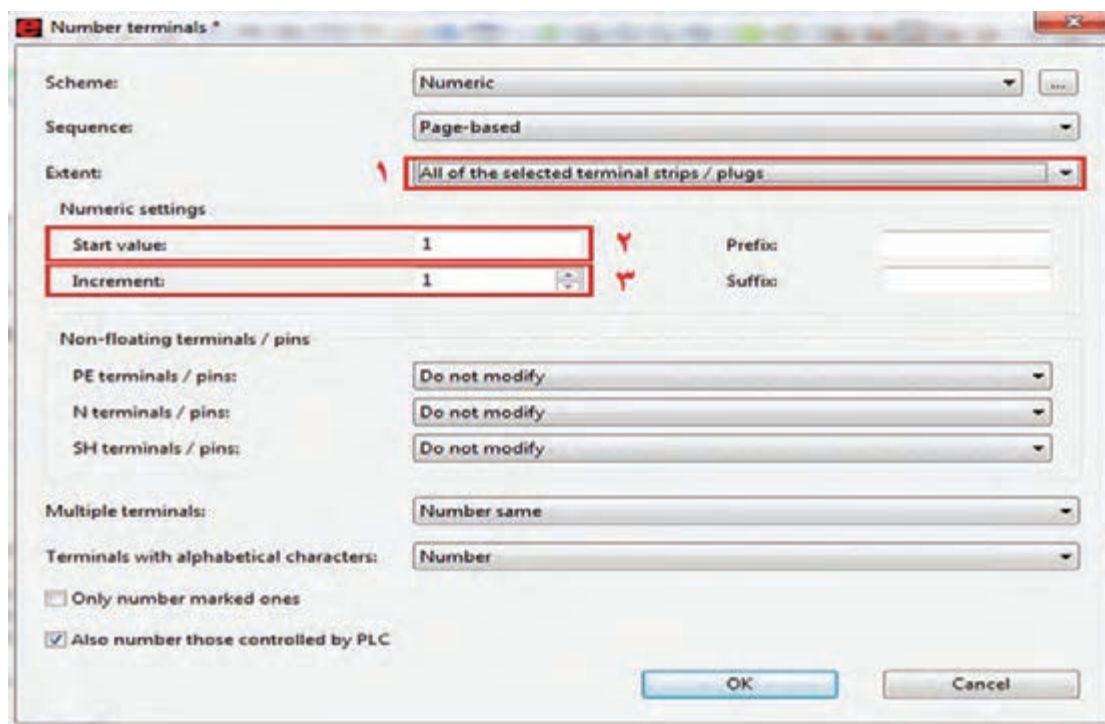 Number terminals *
Scheme: Numeric ...
Sequence: Page-based
Extent: ۱ All of the selected terminal strips / plugs
Numeric settings
Start value: 1 ۲ Prefix:
Increment: 1 ۳ Suffix:
Non-floating terminals / pins
PE terminals / pins: Do not modify
N terminals / pins: Do not modify
SH terminals / pins: Do not modify
Multiple terminals: Number same
Terminals with alphabetical characters: Number
Only number marked ones
Also number those controlled by PLC
OK Cancel